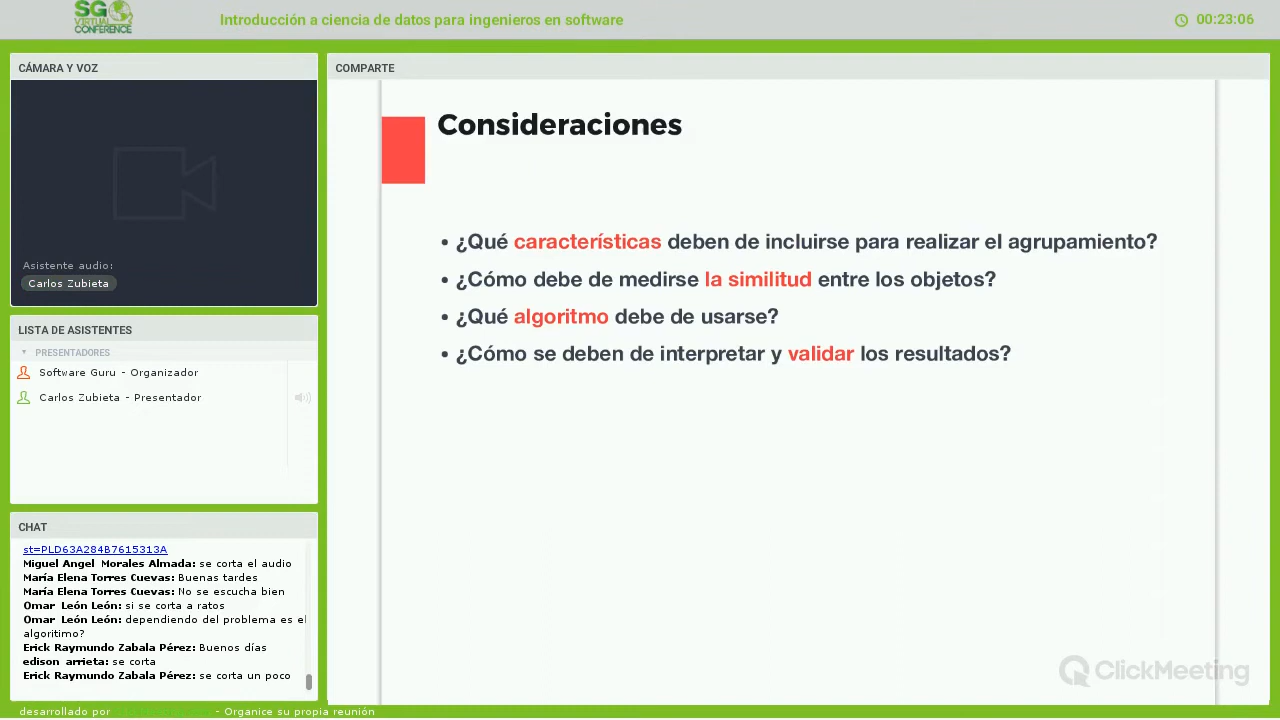 SG
VIRTUAL
CONFERENCE
Introducción a ciencia de datos para ingenieros en software
00:23:06
CÁMARA Y VOZ
Asistente audio:
Carlos Zubieta
LISTA DE ASISTENTES
PRESENTADORES
Software Guru - Organizador
Carlos Zubieta - Presentador
CHAT
st=PLD63A284B7615313A
Miguel Angel Morales Almada: se corta el audio
María Elena Torres Cuevas: Buenas tardes
María Elena Torres Cuevas: No se escucha bien
Omar León León: si se corta a ratos
Omar León León: dependiendo del problema es el
algoritimo?
Erick Raymundo Zabala Pérez: Buenos días
edison arrieta: se corta
Erick Raymundo Zabala Pérez: se corta un poco
COMPARTE
Consideraciones
• ¿Qué características deben de incluirse para realizar el agrupamiento?
• ¿Cómo debe de medirse la similitud entre los objetos?
• ¿Qué algoritmo debe de usarse?
• ¿Cómo se deben de interpretar y validar los resultados?
ClickMeeting
desarrollado por - Organice su propia reunión